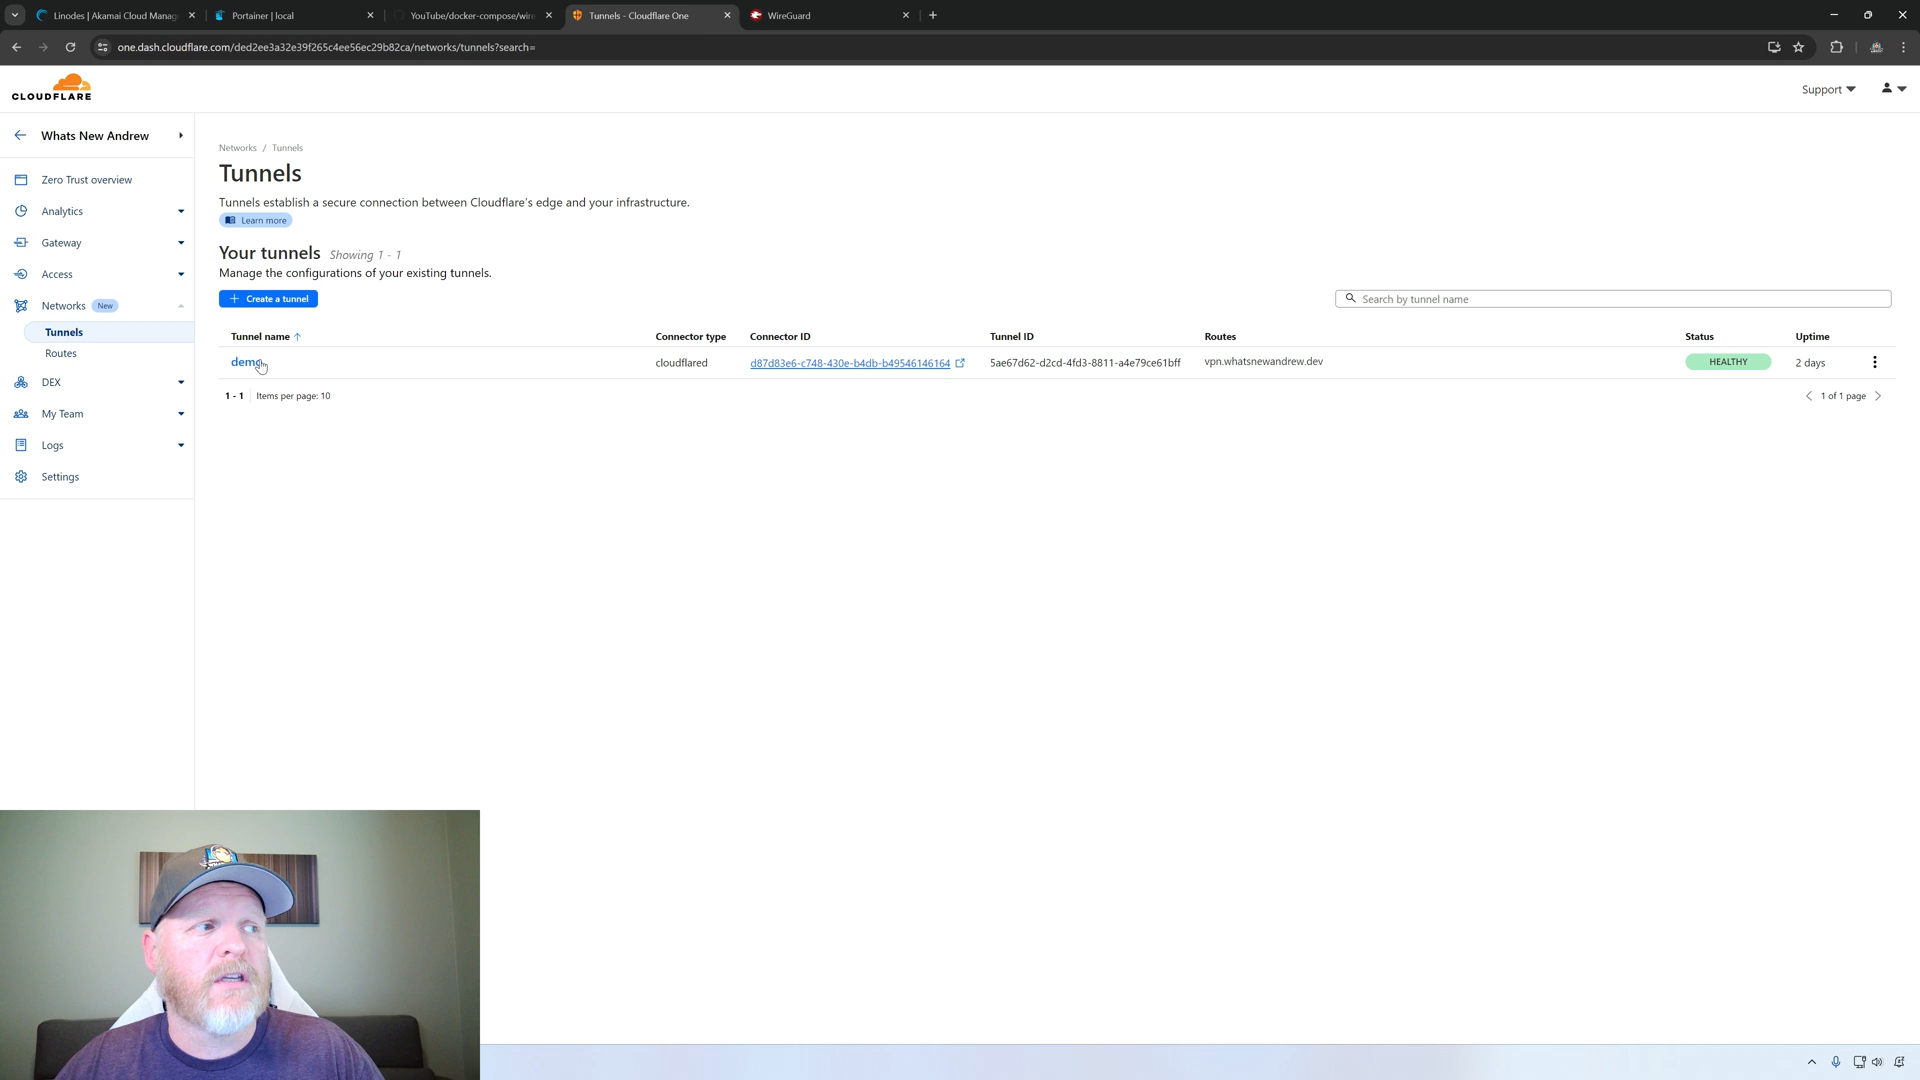 Linodes | Akamai Cloud Manag
Portainer | local
YouTube/docker-compose/wire
Tunnels - Cloudflare One
WireGuard
one.dash.cloudflare.com/ded2ee3a32e39f265c4ee56ec29b82ca/networks/tunnels?search=
CLOUDFLARE
Support
Whats New Andrew
Zero Trust overview
Analytics
Gateway
Access
Networks New
Tunnels
Routes
DEX
My Team
Logs
Settings
Networks / Tunnels
Tunnels
Tunnels establish a secure connection between Cloudflare's edge and your infrastructure.
Learn more
Your tunnels Showing 1 - 1
Manage the configurations of your existing tunnels.
+ Create a tunnel
Search by tunnel name
Tunnel name ↑ Connector type Connector ID Tunnel ID Routes Status Uptime
demo cloudflared d87d83e6-c748-430e-b4db-b49546146164 5ae67d62-d2cd-4fd3-8811-a4e79ce61bff vpn.whatsnewandrew.dev HEALTHY 2 days
1 - 1 Items per page: 10 1 of 1 page